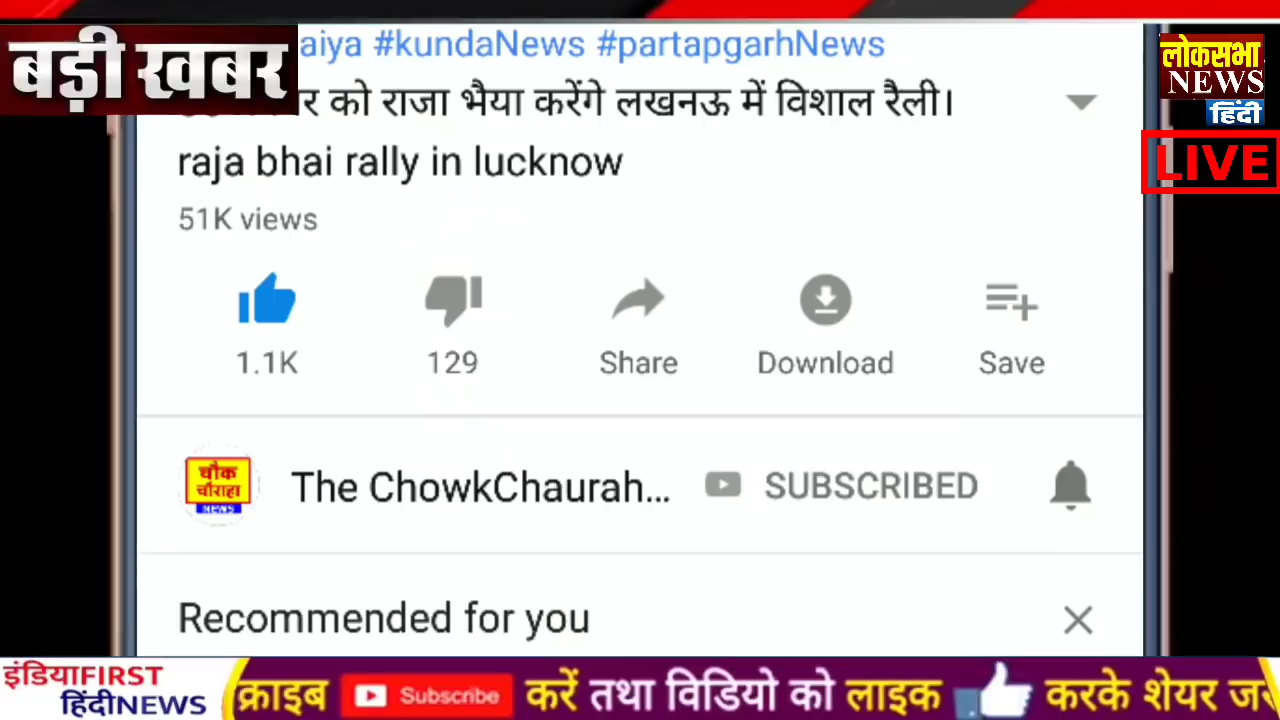 बड़ी खबर
aiya #kundaNews #partapgarhNews
लोकसभा
NEWS
हिंदी
LIVE
र को राजा भैया करेंगे लखनऊ में विशाल रैली।
raja bhai rally in lucknow
51K views
1.1K 129 Share Download Save
चौक
चौराहा
NEWS
The ChowkChaurah... SUBSCRIBED
Recommended for you
इंडियाFIRST
हिंदीNEWS
क्राइब Subscribe करें तथा विडियो को लाइक करके शेयर जरू